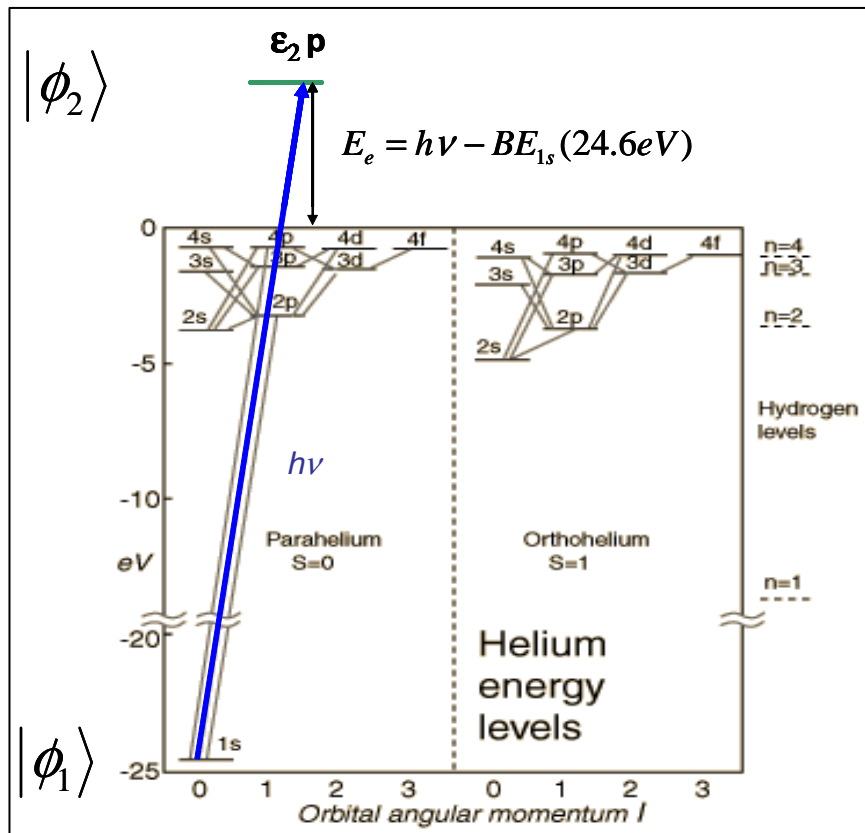 ε₂ p
|ϕ₂⟩
E_e = hν − BE_1s (24.6eV)
0
4s 4p 4d 4f
3s 3p 3d
2s 2p
4s 4p 4d 4f
3s 3p 3d
2s 2p
n=4
n=3
n=2
-5
Hydrogen
levels
hν
-10
eV
Parahelium
S=0
Orthohelium
S=1
n=1
-20
Helium
energy
levels
|ϕ₁⟩
1s
-25
0 1 2 3 0 1 2 3
Orbital angular momentum l